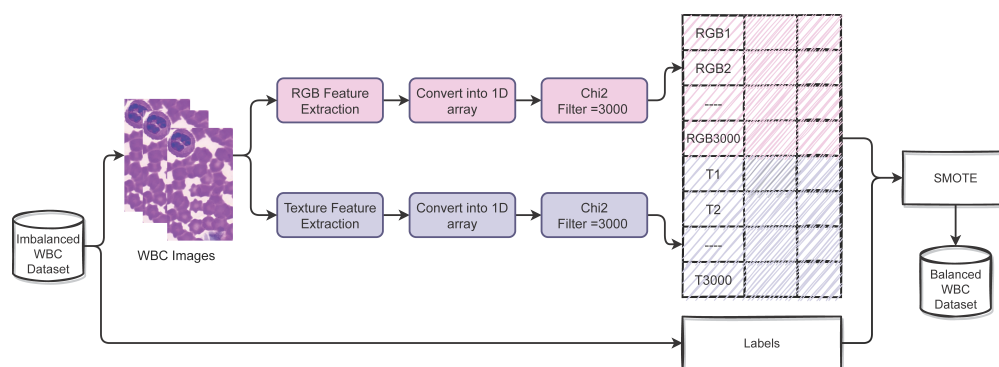 Imbalanced
WBC
Dataset
WBC Images
RGB Feature
Extraction
Convert into 1D
array
Chi2
Filter =3000
Texture Feature
Extraction
Convert into 1D
array
Chi2
Filter =3000
RGB1
RGB2
----
RGB3000
T1
T2
----
T3000
Labels
SMOTE
Balanced
WBC
Dataset